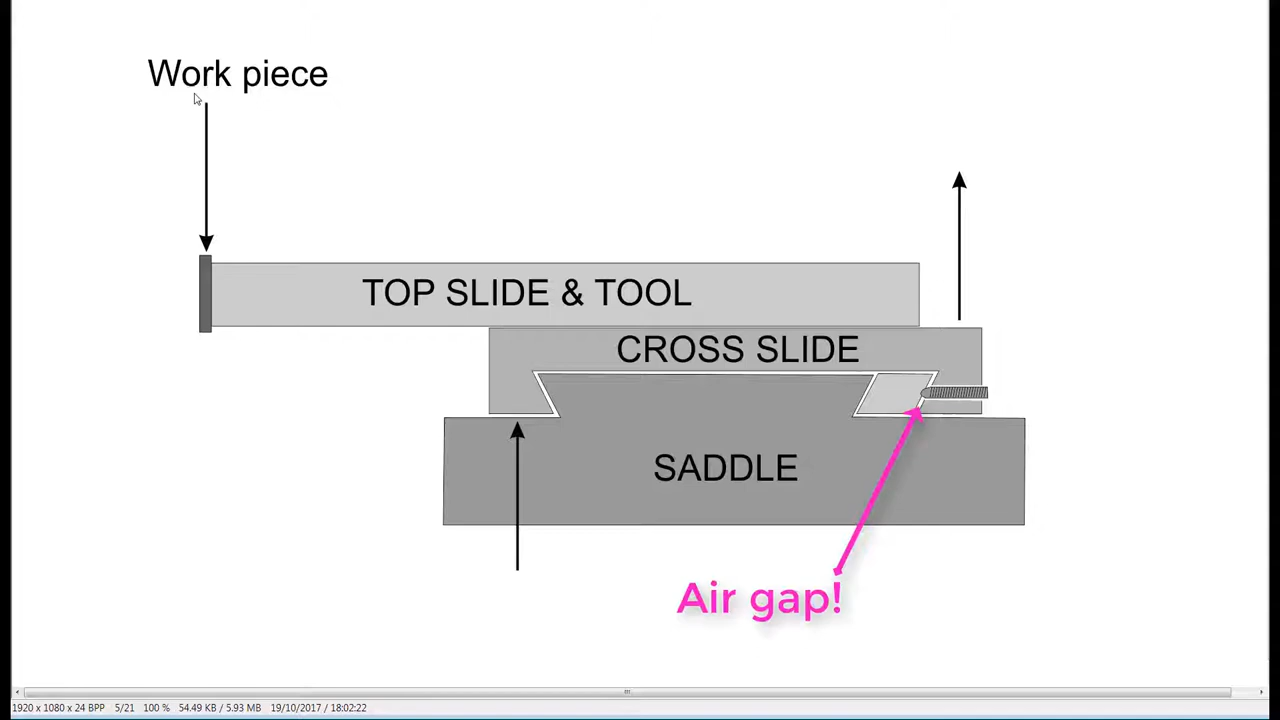 Work piece
TOP SLIDE & TOOL
CROSS SLIDE
SADDLE
Air gap!
1920 x 1080 x 24 BPP 5/21 100 % 54.49 KB / 5.93 MB 19/10/2017 / 18:02:22